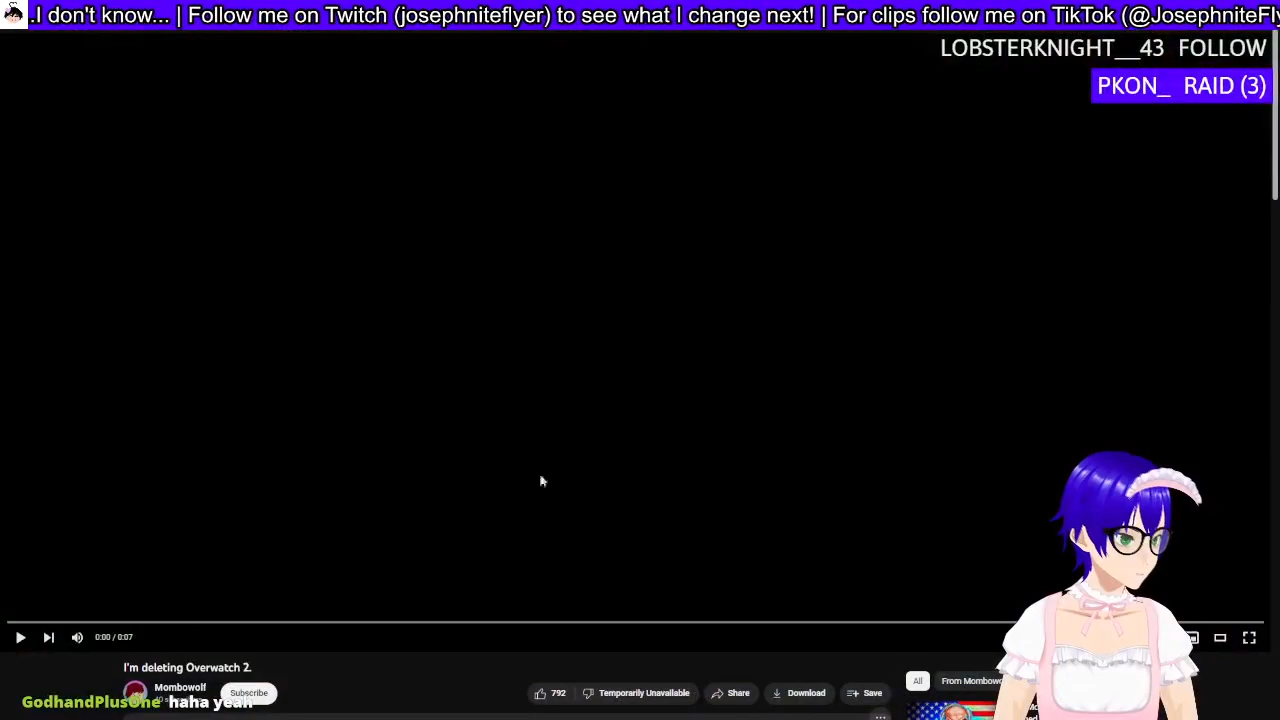 .I don't know... | Follow me on Twitch (josephniteflyer) to see what I change next! | For clips follow me on TikTok (@JosephniteFly
LOBSTERKNIGHT__43 FOLLOW
PKON_ RAID (3)
0:00 / 0:07
I'm deleting Overwatch 2.
Mombowolf
Subscribe
792
Temporarily Unavailable
Share
Download
Save
All
From Mombowo
GodhandPlusOne haha yeah